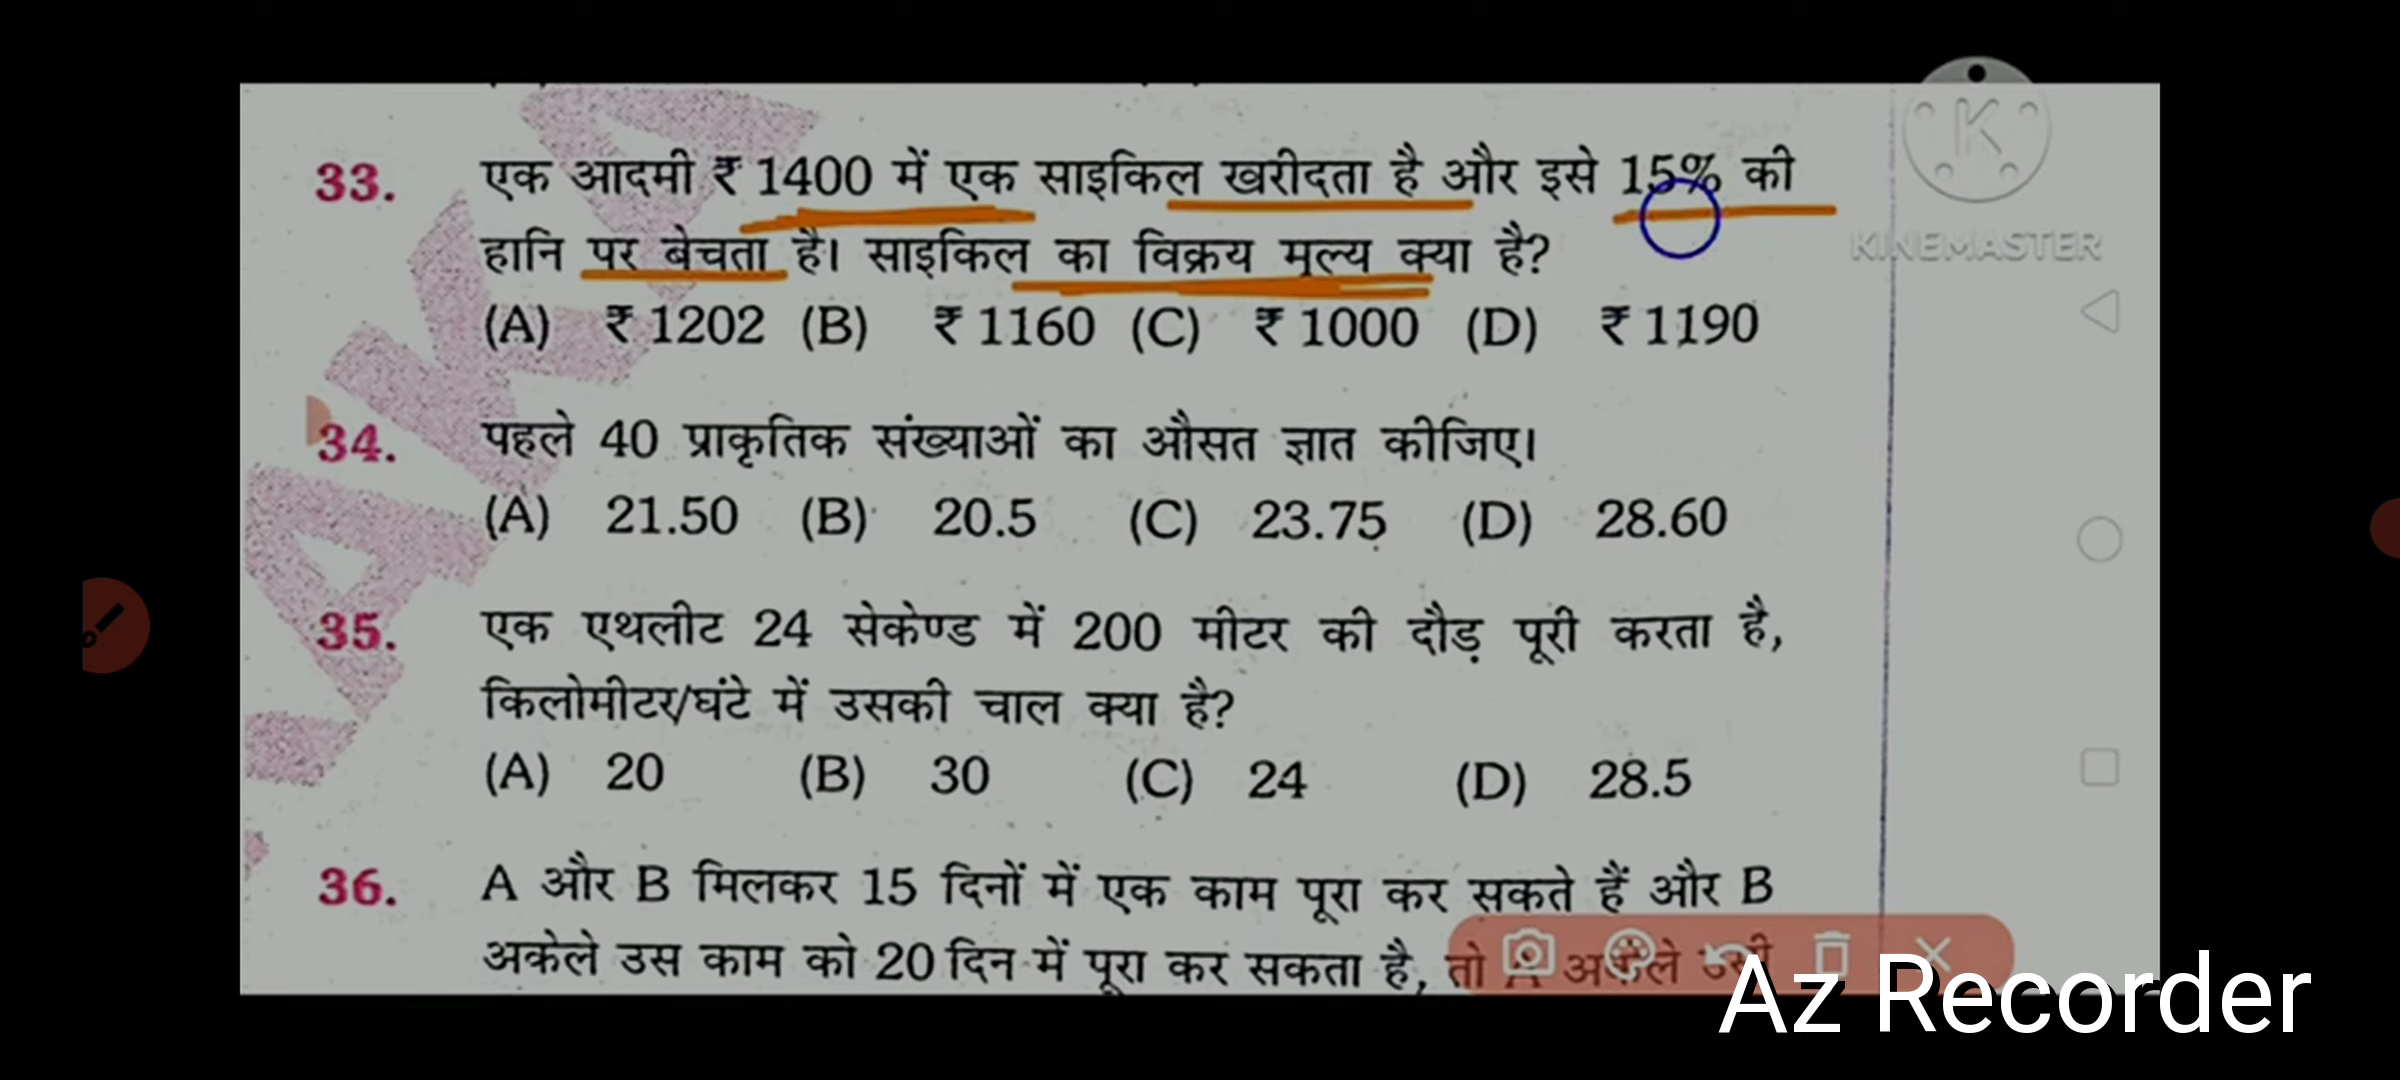 33. एक आदमी ₹ 1400 में एक साइकिल खरीदता है और इसे 15% की
हानि पर बेचता है। साइकिल का विक्रय मूल्य क्या है?
(A) ₹ 1202 (B) ₹ 1160 (C) ₹ 1000 (D) ₹ 1190
34. पहले 40 प्राकृतिक संख्याओं का औसत ज्ञात कीजिए।
(A) 21.50 (B) 20.5 (C) 23.75 (D) 28.60
35. एक एथलीट 24 सेकेण्ड में 200 मीटर की दौड़ पूरी करता है,
किलोमीटर/घंटे में उसकी चाल क्या है?
(A) 20 (B) 30 (C) 24 (D) 28.5
36. A और B मिलकर 15 दिनों में एक काम पूरा कर सकते हैं और B
अकेले उस काम को 20 दिन में पूरा कर सकता है, तो A अकेले उसी
K
KINEMASTER
Az Recorder